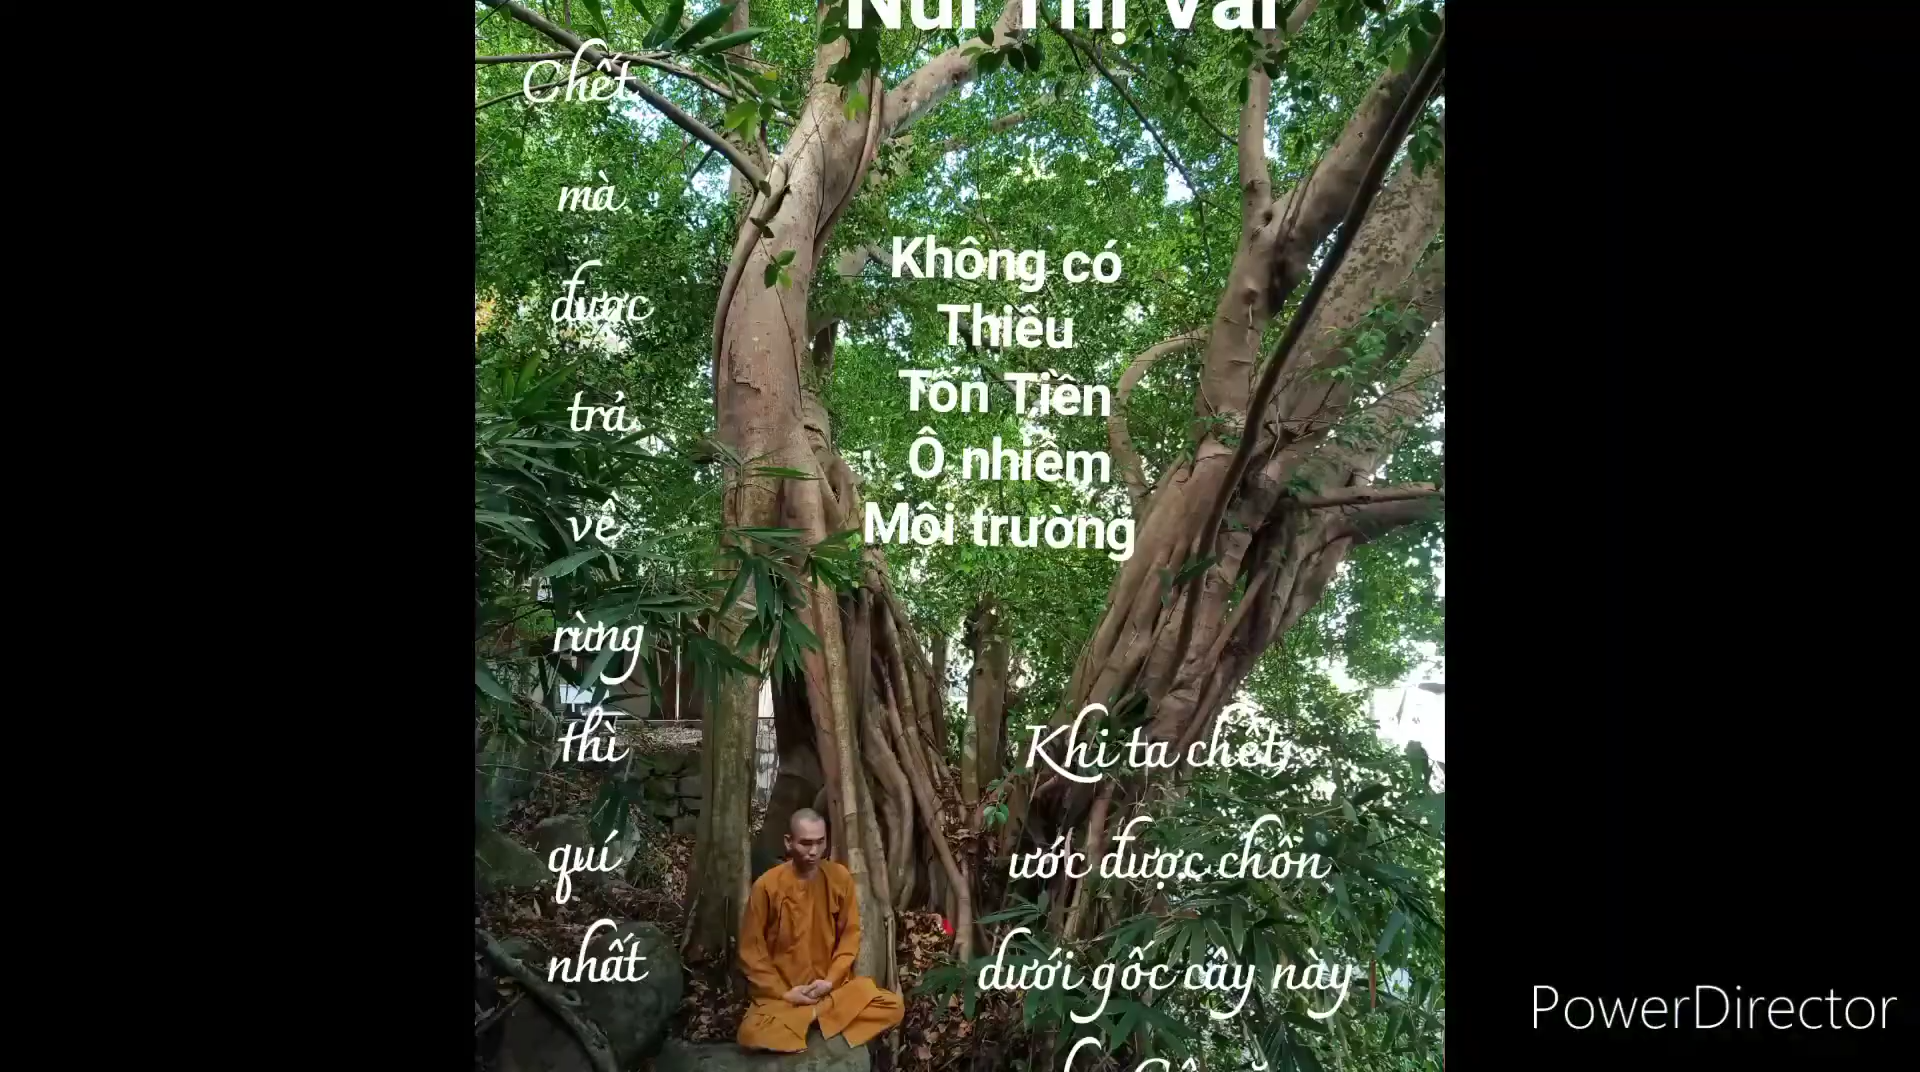 Núi Thị Vải
Chết
mà
được
trả
về
rừng
thì
quí
nhất
Không có
Thiêu
Tốn Tiền
Ô nhiễm
Môi trường
Khi ta chết,
ước được chôn
dưới gốc cây này
PowerDirector